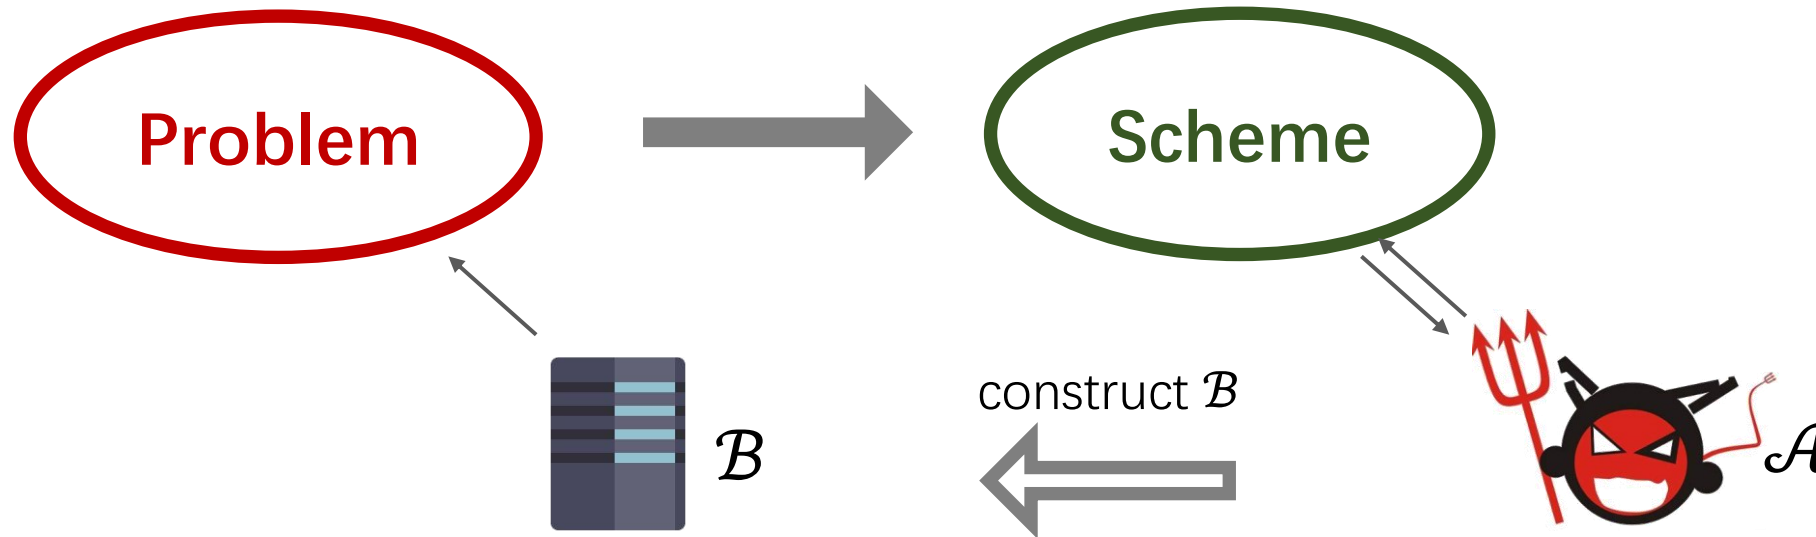 Problem
Scheme
construct ℬ
ℬ
𝒜